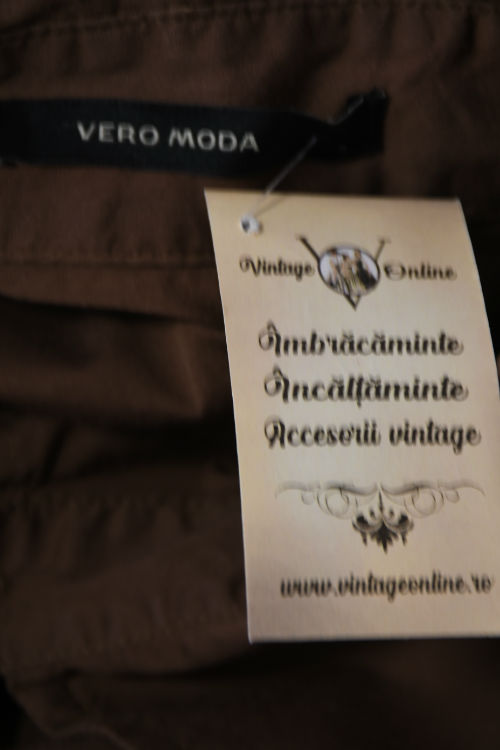 VERO MODA
Vintage Online
Îmbrăcăminte
Încălțăminte
Accesorii vintage
www.vintageonline.ro